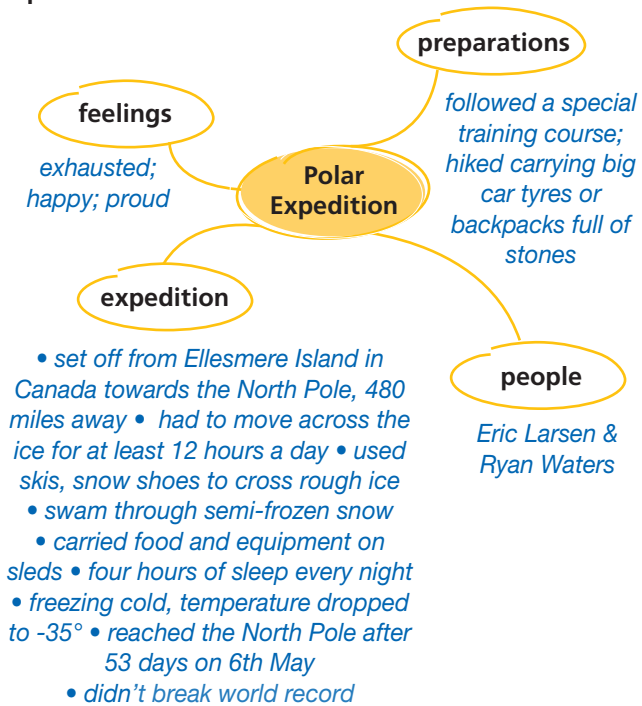 preparations
followed a special
training course;
hiked carrying big
car tyres or
backpacks full of
stones
feelings
exhausted;
happy; proud
Polar
Expedition
expedition
• set off from Ellesmere Island in
Canada towards the North Pole, 480
miles away • had to move across the
ice for at least 12 hours a day • used
skis, snow shoes to cross rough ice
• swam through semi-frozen snow
• carried food and equipment on
sleds • four hours of sleep every night
• freezing cold, temperature dropped
to -35° • reached the North Pole after
53 days on 6th May
• didn't break world record
people
Eric Larsen &
Ryan Waters